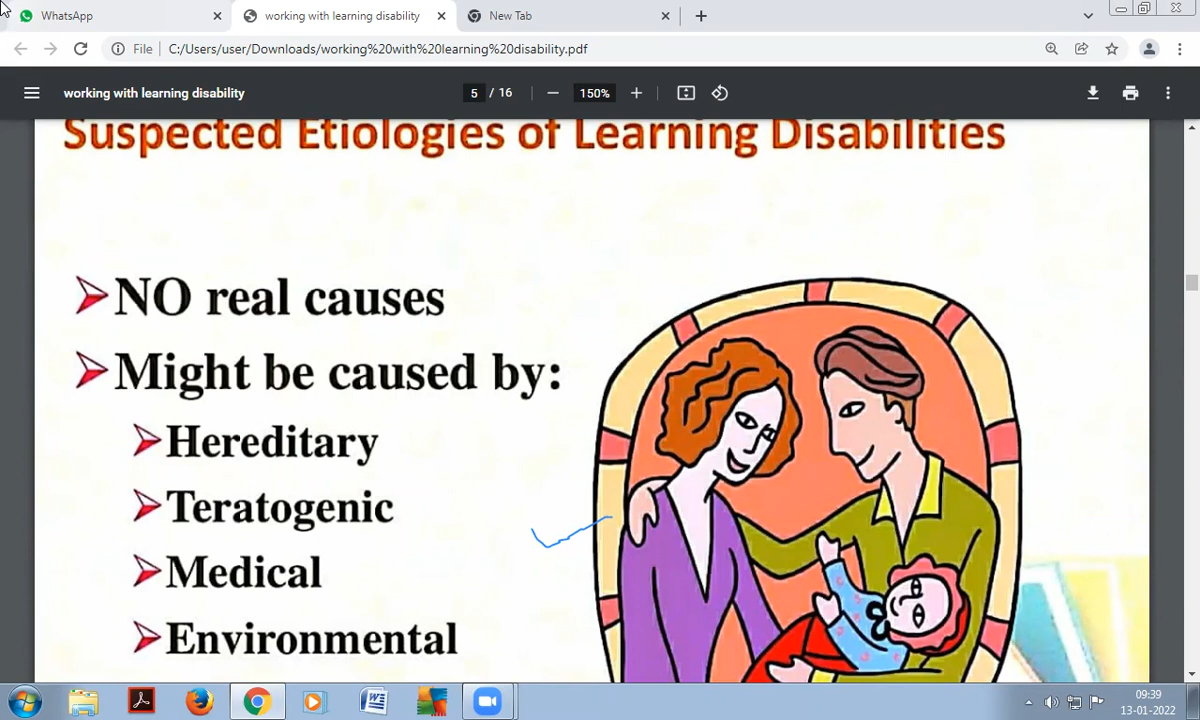 WhatsApp
working with learning disability
New Tab
File
C:/Users/user/Downloads/working%20with%20learning%20disability.pdf
working with learning disability
5 / 16
150%
Suspected Etiologies of Learning Disabilities
NO real causes
Might be caused by:
Hereditary
Teratogenic
Medical
Environmental
09:39
13-01-2022